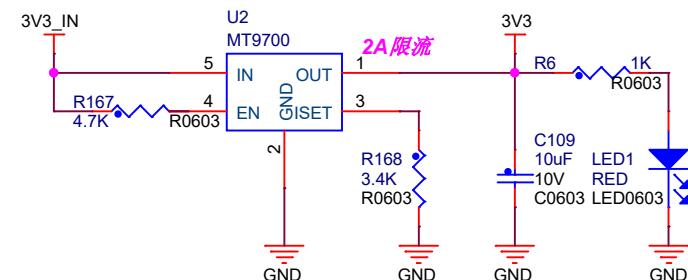 3V3_IN
U2
MT9700
2A限流
3V3
5
IN
OUT
1
R6
1K
R0603
R167
4.7K
4
EN
GND
ISET
3
R0603
2
R168
3.4K
R0603
C109
10uF
10V
C0603
LED1
RED
LED0603
GND
GND
GND
GND